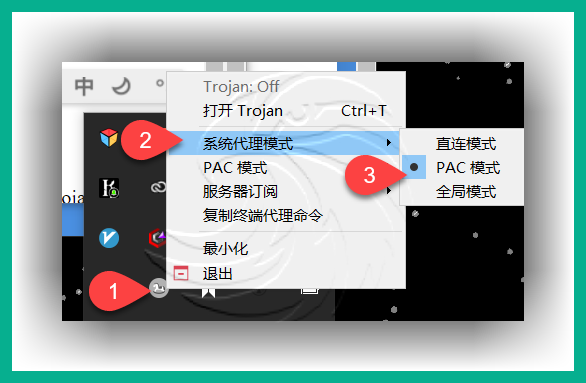 中
Trojan: Off
打开 Trojan Ctrl+T
2
系统代理模式
直连模式
PAC 模式
3
PAC 模式
服务器订阅
全局模式
复制终端代理命令
最小化
退出
1